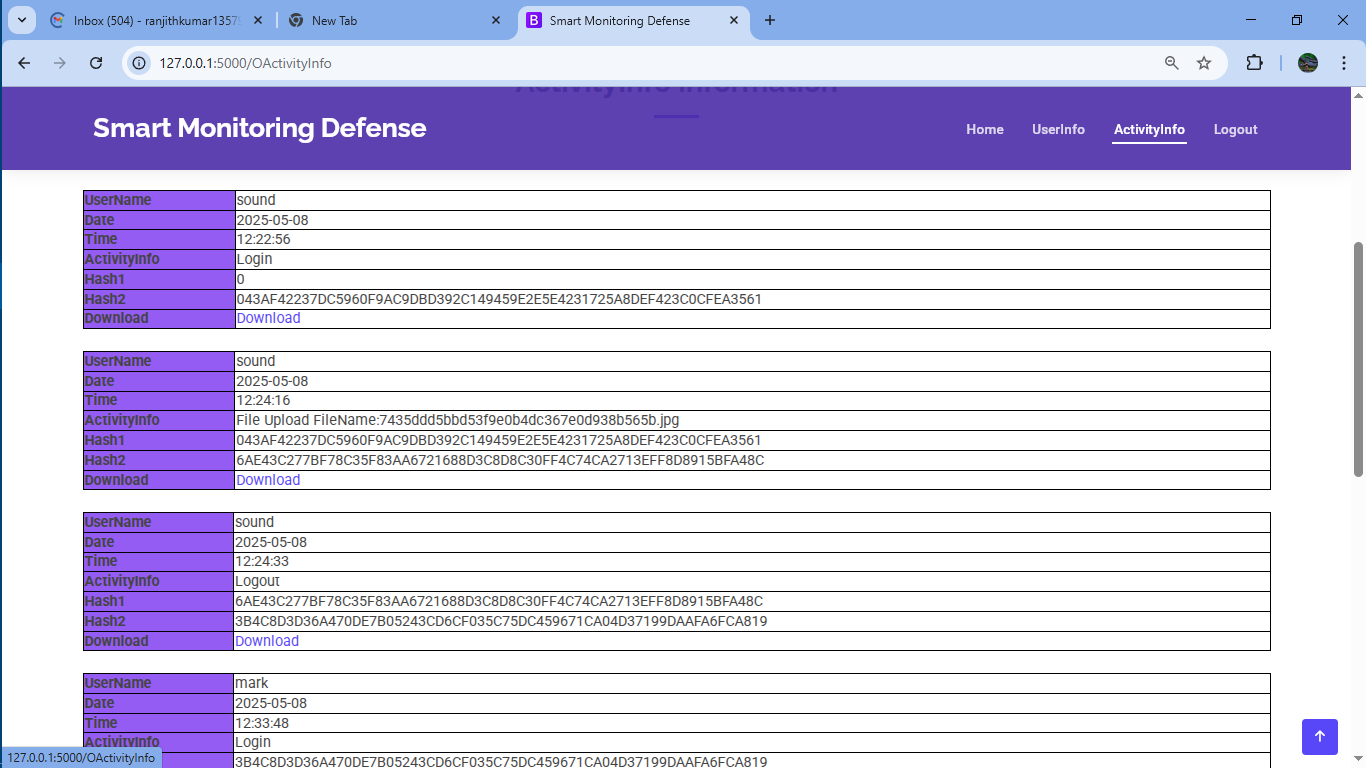 Inbox (504) - ranjithkumar1357
New Tab
Smart Monitoring Defense
127.0.0.1:5000/OActivityInfo
ActivityInfo Information
Smart Monitoring Defense
Home UserInfo ActivityInfo Logout
UserName sound
Date 2025-05-08
Time 12:22:56
ActivityInfo Login
Hash1 0
Hash2 043AF42237DC5960F9AC9DBD392C149459E2E5E4231725A8DEF423C0CFEA3561
Download Download
UserName sound
Date 2025-05-08
Time 12:24:16
ActivityInfo File Upload FileName:7435ddd5bbd53f9e0b4dc367e0d938b565b.jpg
Hash1 043AF42237DC5960F9AC9DBD392C149459E2E5E4231725A8DEF423C0CFEA3561
Hash2 6AE43C277BF78C35F83AA6721688D3C8D8C30FF4C74CA2713EFF8D8915BFA48C
Download Download
UserName sound
Date 2025-05-08
Time 12:24:33
ActivityInfo Logout
Hash1 6AE43C277BF78C35F83AA6721688D3C8D8C30FF4C74CA2713EFF8D8915BFA48C
Hash2 3B4C8D3D36A470DE7B05243CD6CF035C75DC459671CA04D37199DAAFA6FCA819
Download Download
UserName mark
Date 2025-05-08
Time 12:33:48
ActivityInfo Login
3B4C8D3D36A470DE7B05243CD6CF035C75DC459671CA04D37199DAAFA6FCA819
127.0.0.1:5000/OActivityInfo